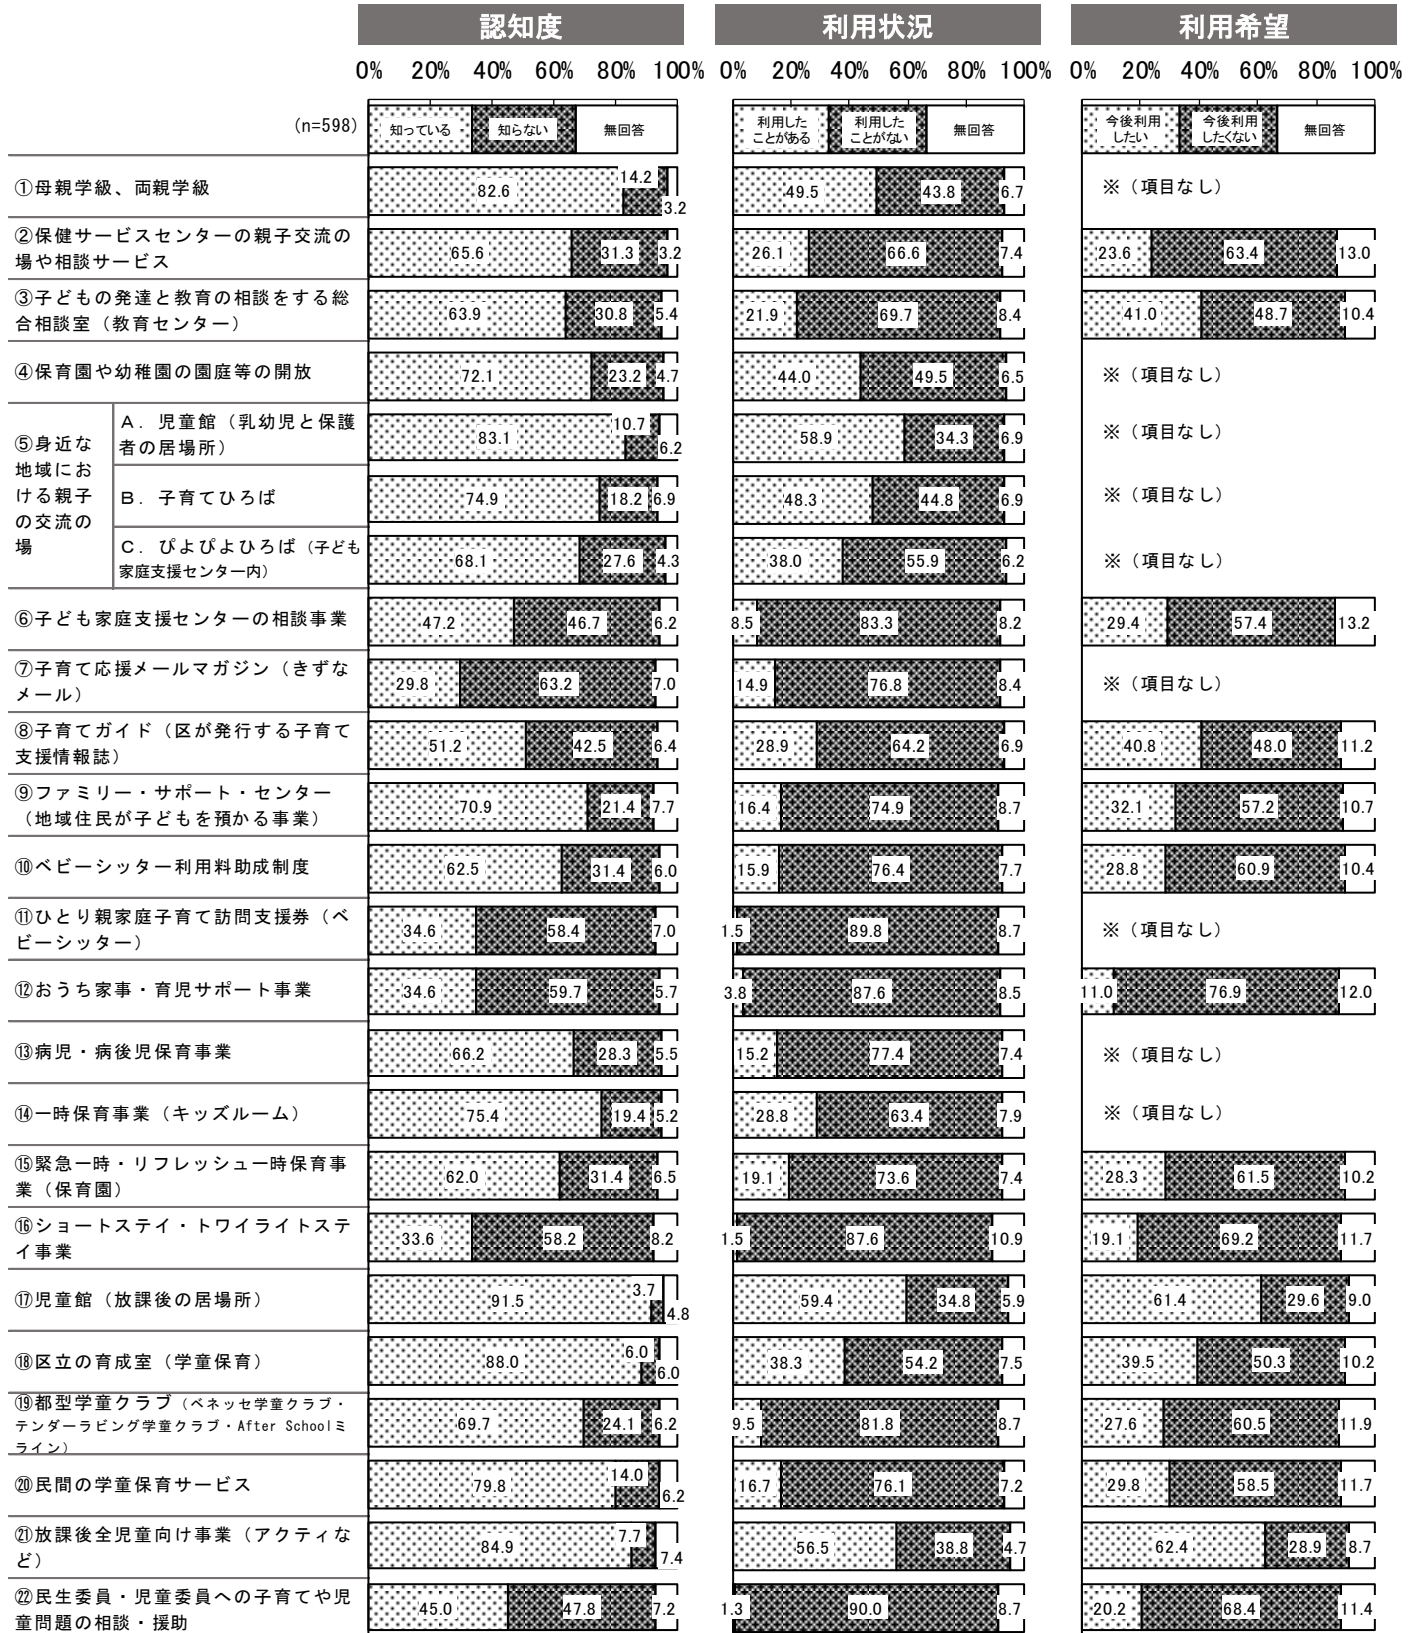 認知度 利用状況 利用希望
0% 20% 40% 60% 80% 100% 0% 20% 40% 60% 80% 100% 0% 20% 40% 60% 80% 100%
(n=598) 知っている 知らない 無回答 利用したことがある 利用したことがない 無回答 今後利用したい 今後利用したくない 無回答
①母親学級、両親学級
82.6 14.2 3.2 49.5 43.8 6.7 ※（項目なし）
②保健サービスセンターの親子交流の
場や相談サービス
65.6 31.3 3.2 26.1 66.6 7.4 23.6 63.4 13.0
③子どもの発達と教育の相談をする総
合相談室（教育センター）
63.9 30.8 5.4 21.9 69.7 8.4 41.0 48.7 10.4
④保育園や幼稚園の園庭等の開放
72.1 23.2 4.7 44.0 49.5 6.5 ※（項目なし）
⑤身近な
地域にお
ける親子
の交流の
場
Ａ．児童館（乳幼児と保護
者の居場所）
83.1 10.7 6.2 58.9 34.3 6.9 ※（項目なし）
Ｂ．子育てひろば
74.9 18.2 6.9 48.3 44.8 6.9 ※（項目なし）
Ｃ．ぴよぴよひろば（子ども
家庭支援センター内）
68.1 27.6 4.3 38.0 55.9 6.2 ※（項目なし）
⑥子ども家庭支援センターの相談事業
47.2 46.7 6.2 8.5 83.3 8.2 29.4 57.4 13.2
⑦子育て応援メールマガジン（きずな
メール）
29.8 63.2 7.0 14.9 76.8 8.4 ※（項目なし）
⑧子育てガイド（区が発行する子育て
支援情報誌）
51.2 42.5 6.4 28.9 64.2 6.9 40.8 48.0 11.2
⑨ファミリー・サポート・センター
（地域住民が子どもを預かる事業）
70.9 21.4 7.7 16.4 74.9 8.7 32.1 57.2 10.7
⑩ベビーシッター利用料助成制度
62.5 31.4 6.0 15.9 76.4 7.7 28.8 60.9 10.4
⑪ひとり親家庭子育て訪問支援券（ベ
ビーシッター）
34.6 58.4 7.0 1.5 89.8 8.7 ※（項目なし）
⑫おうち家事・育児サポート事業
34.6 59.7 5.7 3.8 87.6 8.5 11.0 76.9 12.0
⑬病児・病後児保育事業
66.2 28.3 5.5 15.2 77.4 7.4 ※（項目なし）
⑭一時保育事業（キッズルーム）
75.4 19.4 5.2 28.8 63.4 7.9 ※（項目なし）
⑮緊急一時・リフレッシュ一時保育事
業（保育園）
62.0 31.4 6.5 19.1 73.6 7.4 28.3 61.5 10.2
⑯ショートステイ・トワイライトステ
イ事業
33.6 58.2 8.2 1.5 87.6 10.9 19.1 69.2 11.7
⑰児童館（放課後の居場所）
91.5 3.7 4.8 59.4 34.8 5.9 61.4 29.6 9.0
⑱区立の育成室（学童保育）
88.0 6.0 6.0 38.3 54.2 7.5 39.5 50.3 10.2
⑲都型学童クラブ（ベネッセ学童クラブ・
テンダーラビング学童クラブ・After Schoolミ
ライン）
69.7 24.1 6.2 9.5 81.8 8.7 27.6 60.5 11.9
⑳民間の学童保育サービス
79.8 14.0 6.2 16.7 76.1 7.2 29.8 58.5 11.7
㉑放課後全児童向け事業（アクティな
ど）
84.9 7.7 7.4 56.5 38.8 4.7 62.4 28.9 8.7
㉒民生委員・児童委員への子育てや児
童問題の相談・援助
45.0 47.8 7.2 1.3 90.0 8.7 20.2 68.4 11.4